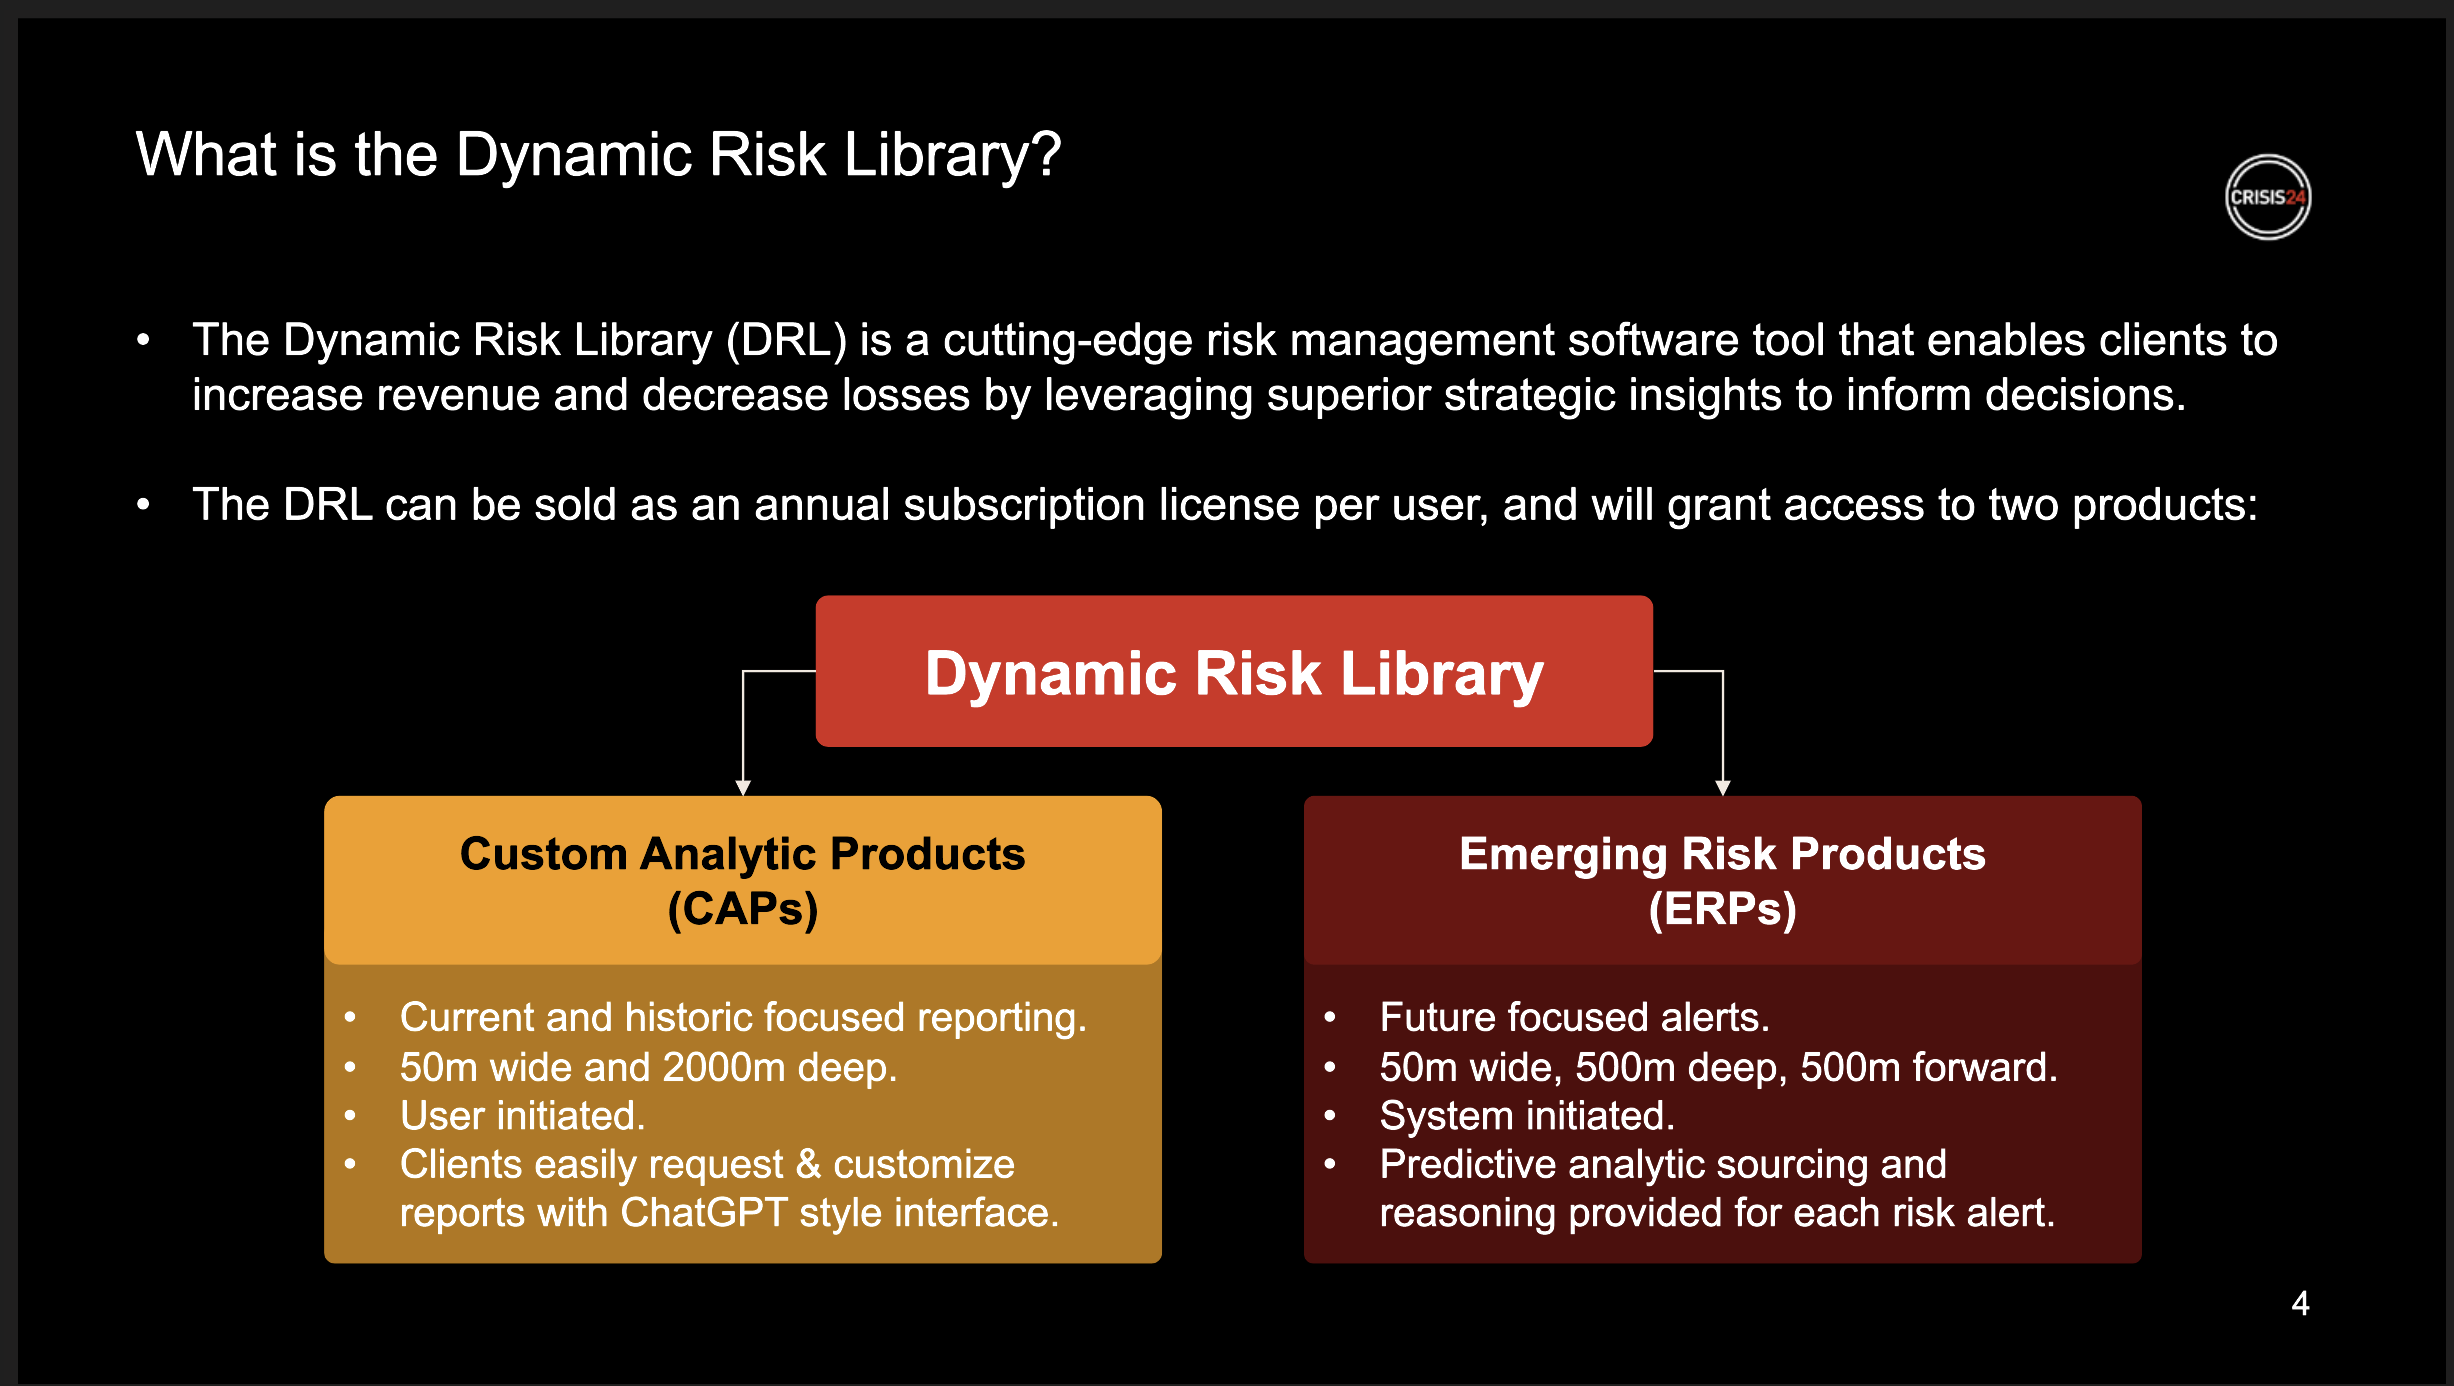 What is the Dynamic Risk Library?
CRISIS24
• The Dynamic Risk Library (DRL) is a cutting-edge risk management software tool that enables clients to
increase revenue and decrease losses by leveraging superior strategic insights to inform decisions.
• The DRL can be sold as an annual subscription license per user, and will grant access to two products:
Dynamic Risk Library
Custom Analytic Products
(CAPs)
• Current and historic focused reporting.
• 50m wide and 2000m deep.
• User initiated.
• Clients easily request & customize
reports with ChatGPT style interface.
Emerging Risk Products
(ERPs)
• Future focused alerts.
• 50m wide, 500m deep, 500m forward.
• System initiated.
• Predictive analytic sourcing and
reasoning provided for each risk alert.
4